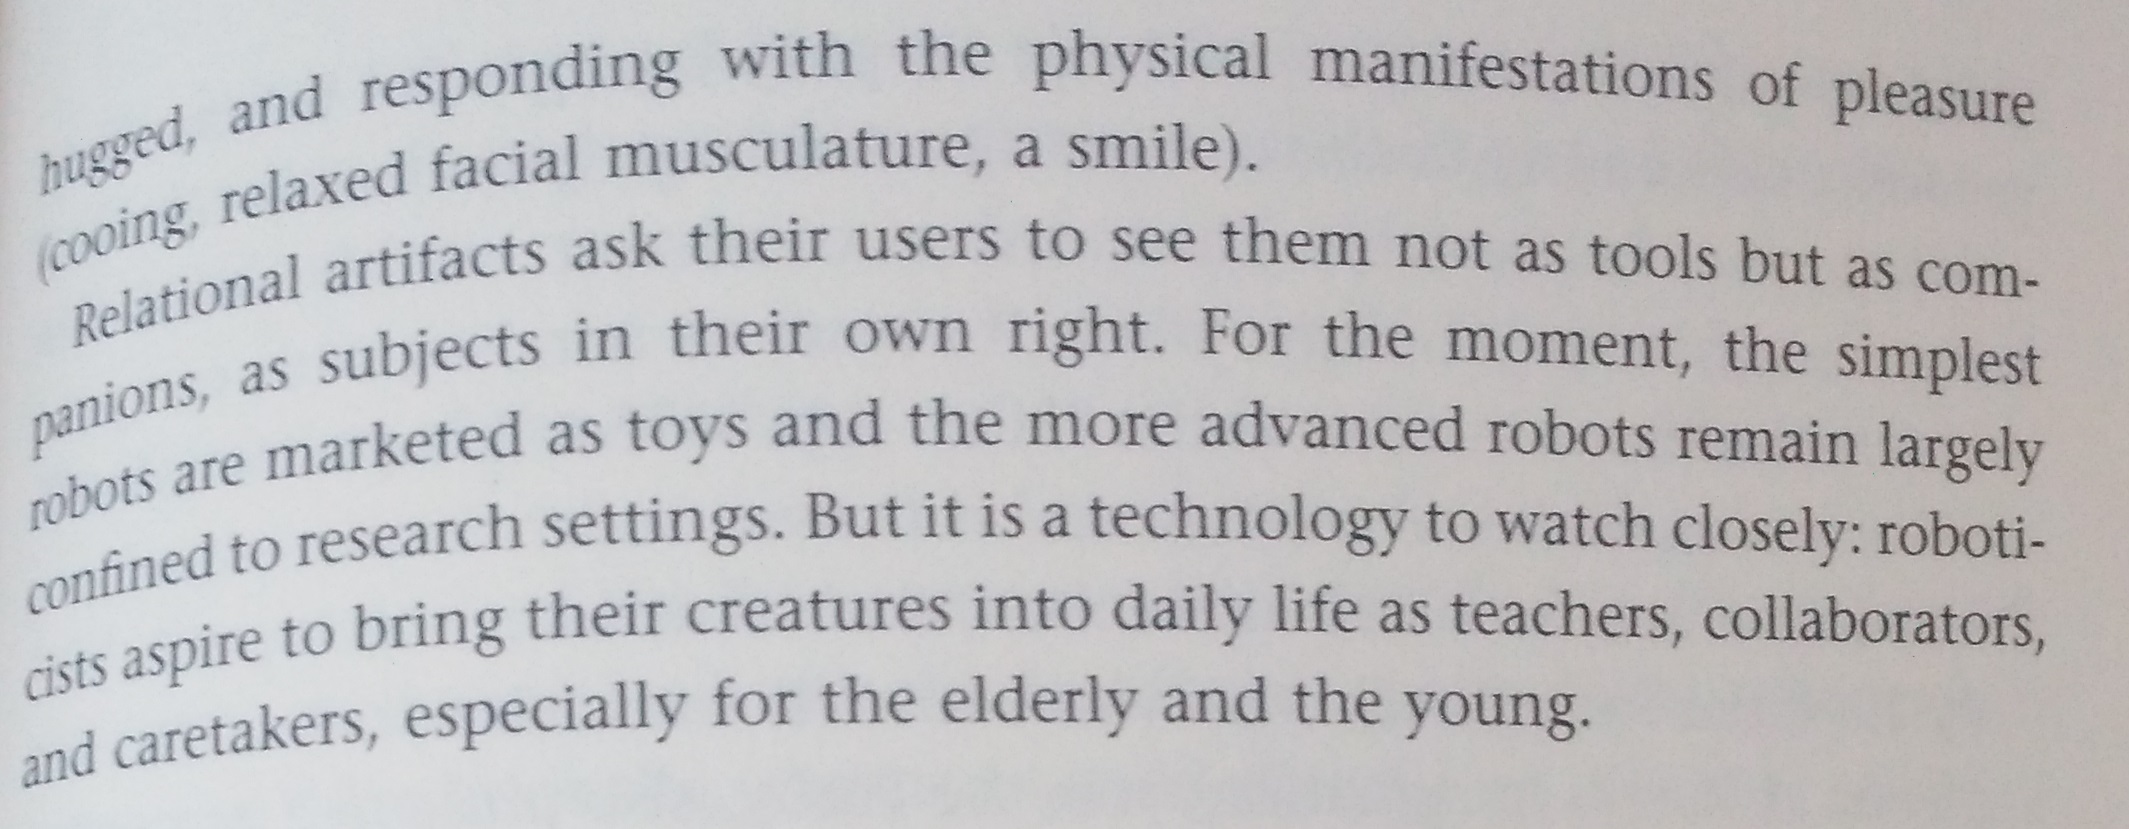 hugged, and responding with the physical manifestations of pleasure
(cooing, relaxed facial musculature, a smile).
Relational artifacts ask their users to see them not as tools but as com-
panions, as subjects in their own right. For the moment, the simplest
robots are marketed as toys and the more advanced robots remain largely
confined to research settings. But it is a technology to watch closely: roboti-
cists aspire to bring their creatures into daily life as teachers, collaborators,
and caretakers, especially for the elderly and the young.